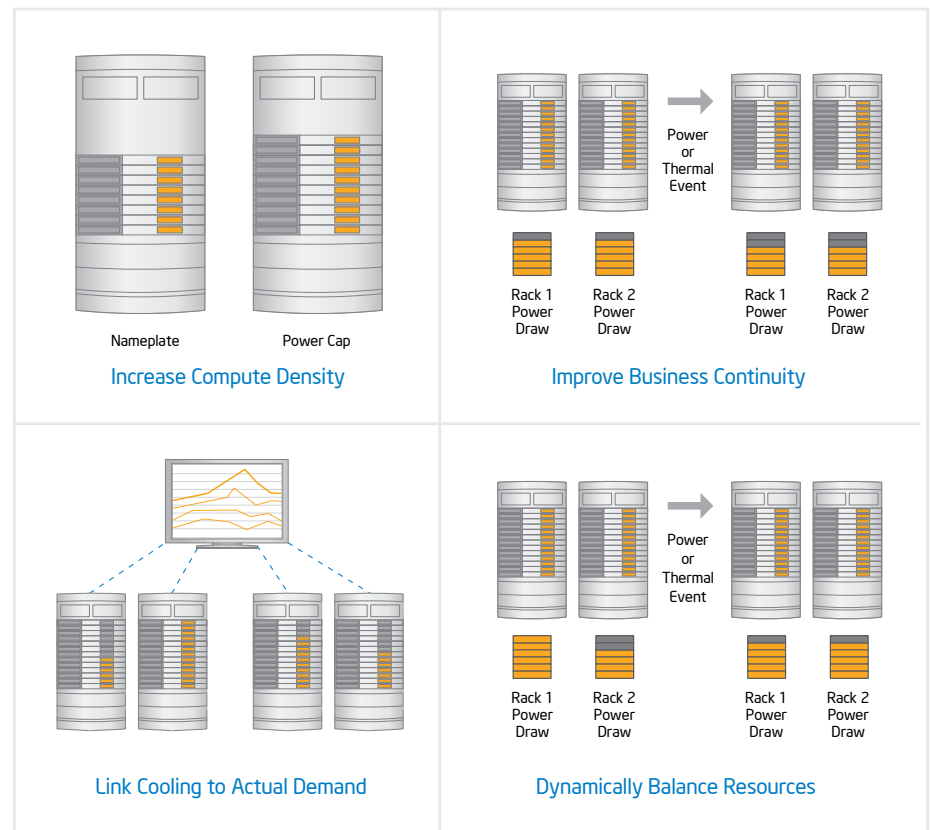 Nameplate
Power Cap
Increase Compute Density
Power
or
Thermal
Event
Rack 1
Power
Draw
Rack 2
Power
Draw
Rack 1
Power
Draw
Rack 2
Power
Draw
Improve Business Continuity
Link Cooling to Actual Demand
Power
or
Thermal
Event
Rack 1
Power
Draw
Rack 2
Power
Draw
Rack 1
Power
Draw
Rack 2
Power
Draw
Dynamically Balance Resources